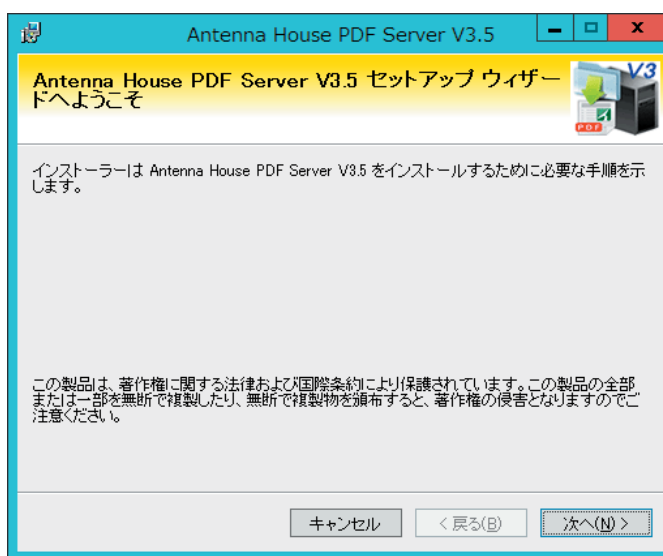 Antenna House PDF Server V3.5
Antenna House PDF Server V3.5 セットアップ ウィザー
ドへようこそ
V3
PDF
インストーラーは Antenna House PDF Server V3.5 をインストールするために必要な手順を示
します。
この製品は、著作権に関する法律および国際条約により保護されています。この製品の全部
または一部を無断で複製したり、無断で複製物を頒布すると、著作権の侵害となりますのでご
注意ください。
キャンセル
< 戻る(B)
次へ(N) >